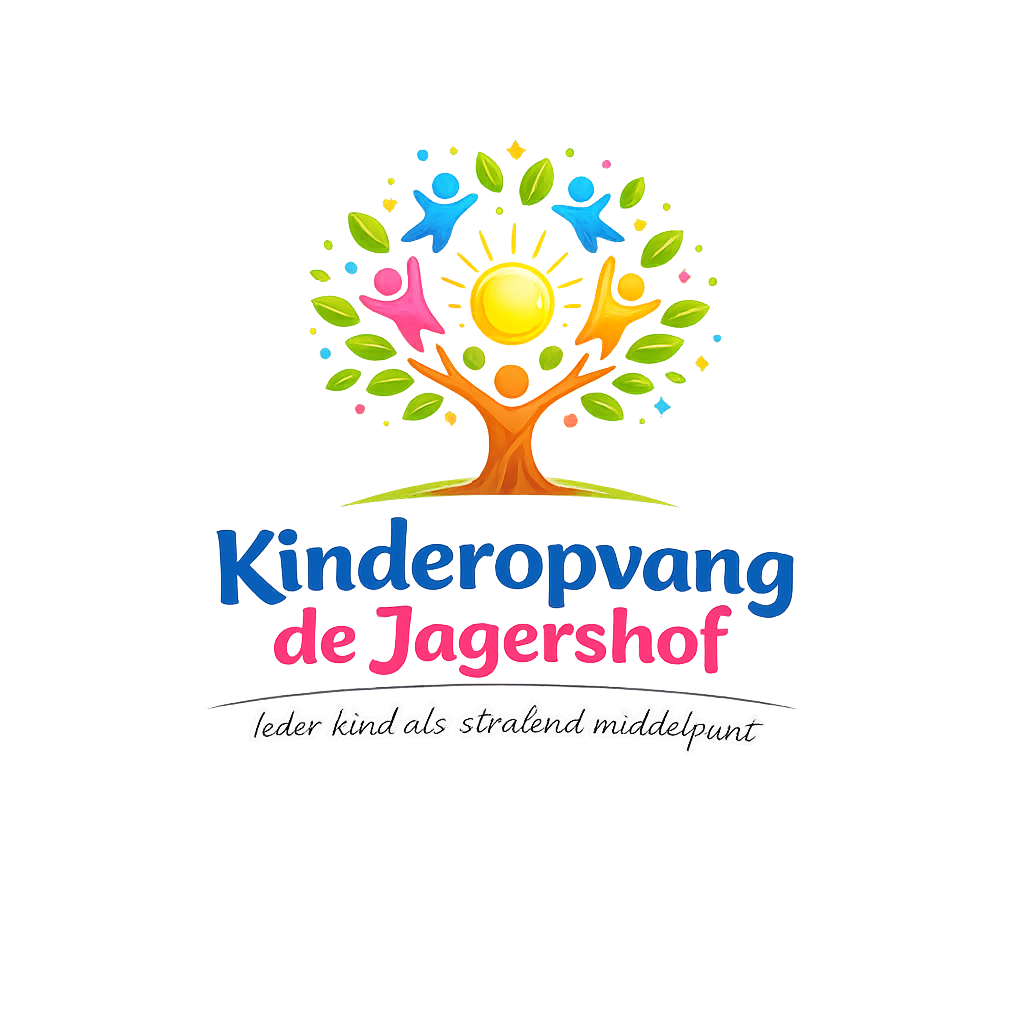 Kinderopvang
de Jagershof
Ieder kind als stralend middelpunt